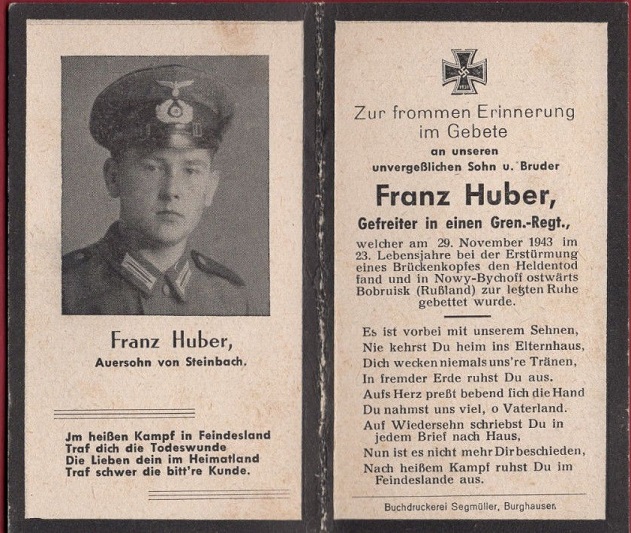 Franz Huber,
Auersohn von Steinbach.
Jm heißen Kampf in Feindesland
Traf dich die Todeswunde
Die Lieben dein im Heimatland
Traf schwer die bitt're Kunde.
Zur frommen Erinnerung
im Gebete
an unseren
unvergeßlichen Sohn u. Bruder
Franz Huber,
Gefreiter in einen Gren.-Regt.,
welcher am 29. November 1943 im
23. Lebensjahre bei der Erstürmung
eines Brückenkopfes den Heldentod
fand und in Nowy-Bychoff ostwärts
Bobruisk (Rußland) zur letzten Ruhe
gebettet wurde.
Es ist vorbei mit unserem Sehnen,
Nie kehrst Du heim ins Elternhaus,
Dich wecken niemals uns're Tränen,
In fremder Erde ruhst Du aus.
Aufs Herz preßt bebend ſich die Hand
Du nahmst uns viel, o Vaterland.
Auf Wiedersehn schriebst Du in
jedem Brief nach Haus,
Nun ist es nicht mehr Dir beschieden,
Nach heißem Kampf ruhst Du im
Feindeslande aus.
Buchdruckerei Segmüller, Burghausen.